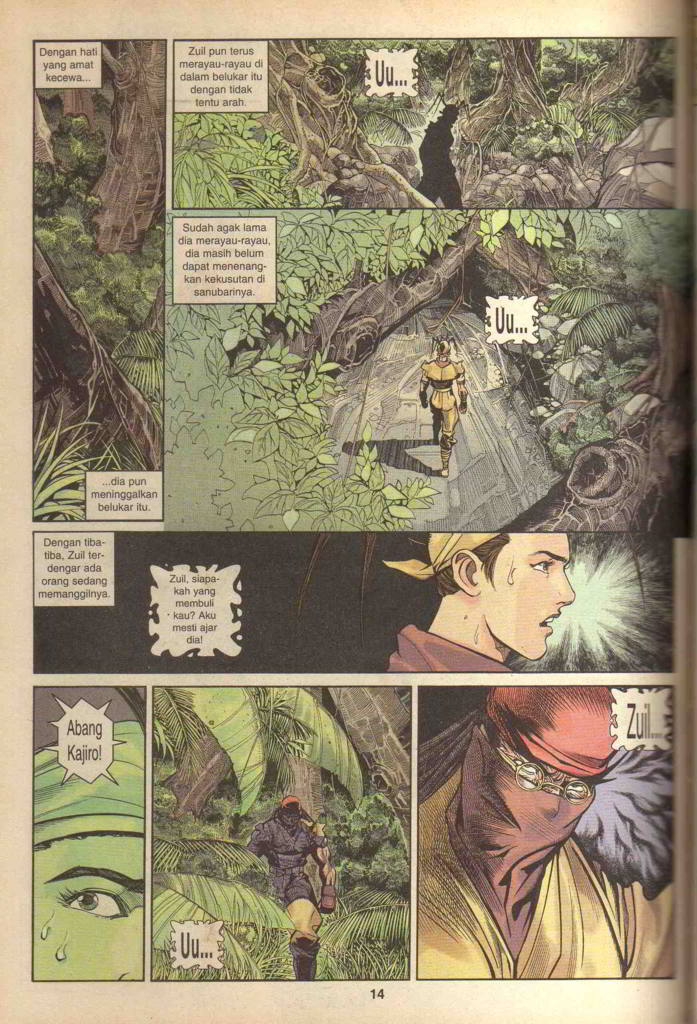 Dengan hati
yang amat
kecewa...
Zuil pun terus
merayau-rayau di
dalam belukar itu
dengan tidak
tentu arah.
Uu...
Sudah agak lama
dia merayau-rayau,
dia masih belum
dapat menenang-
kan kekusutan di
sanubarinya.
Uu...
...dia pun
meninggalkan
belukar itu.
Dengan tiba-
tiba, Zuil ter-
dengar ada
orang sedang
memanggilnya.
Zuil, siapa-
kah yang
membuli
kau? Aku
mesti ajar
dia!
Abang
Kajiro!
Uu...
Zuil....
14